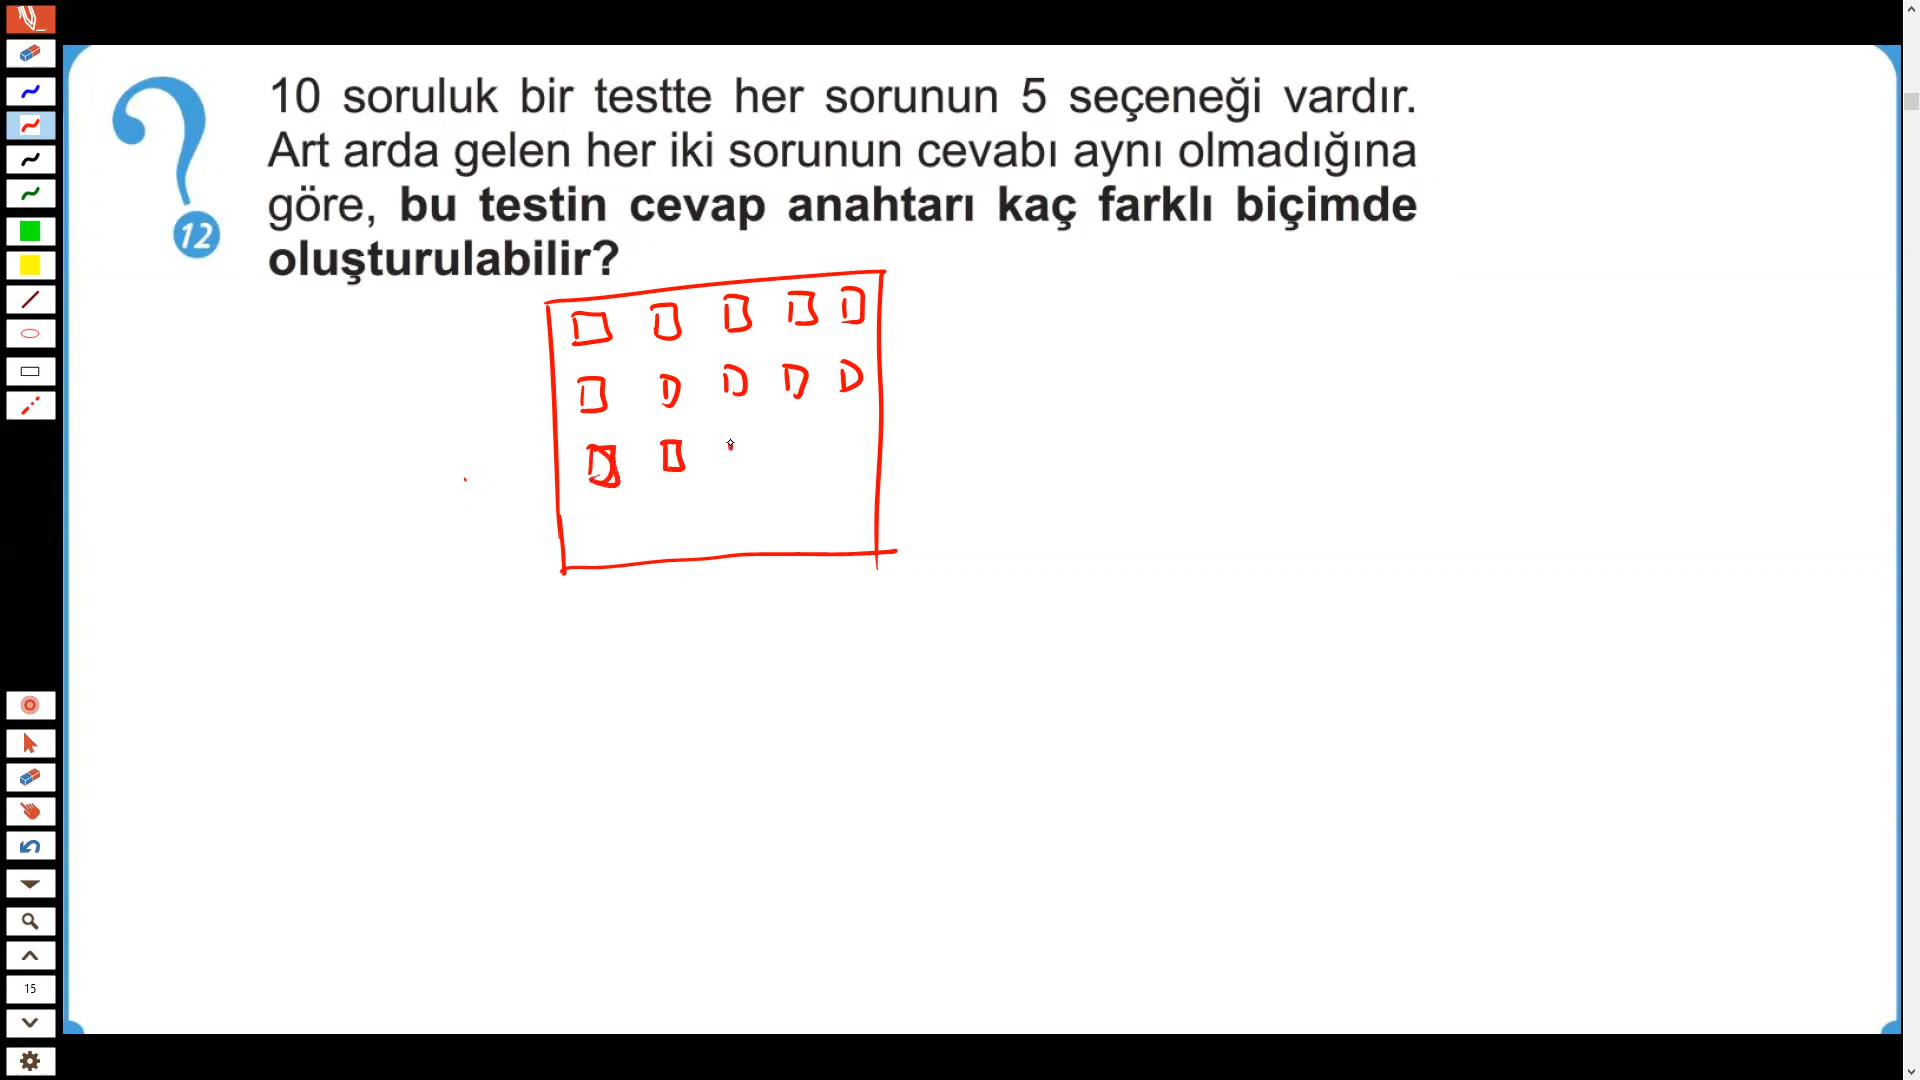 10 soruluk bir testte her sorunun 5 seçeneği vardır.
Art arda gelen her iki sorunun cevabı aynı olmadığına
göre, bu testin cevap anahtarı kaç farklı biçimde
oluşturulabilir?
12
15